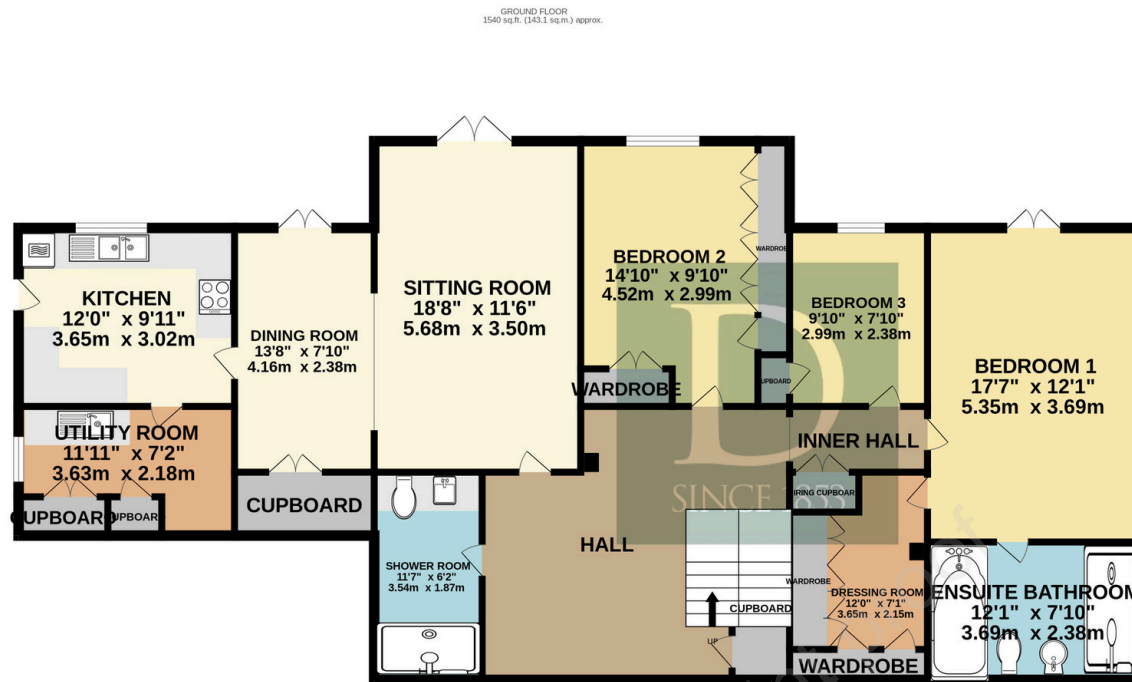 GROUND FLOOR
1540 sq.ft. (143.1 sq.m.) approx.
KITCHEN
12'0" x 9'11"
3.65m x 3.02m
DINING ROOM
13'8" x 7'10"
4.16m x 2.38m
SITTING ROOM
18'8" x 11'6"
5.68m x 3.50m
BEDROOM 2
14'10" x 9'10"
4.52m x 2.99m
WARDROBE
WARDROBE
UPBOARD
BEDROOM 3
9'10" x 7'10"
2.99m x 2.38m
BEDROOM 1
17'7" x 12'1"
5.35m x 3.69m
UTILITY ROOM
11'11" x 7'2"
3.63m x 2.18m
CUPBOARD
UPBOARD
CUPBOARD
INNER HALL
IRING CUPBOAR
D
SINCE 1853
HALL
SHOWER ROOM
11'7" x 6'2"
3.54m x 1.87m
CUPBOARD
UP
WARDROBE
DRESSING ROOM
12'0" x 7'1"
3.65m x 2.15m
WARDROBE
ENSUITE BATHROOM
12'1" x 7'10"
3.69m x 2.38m